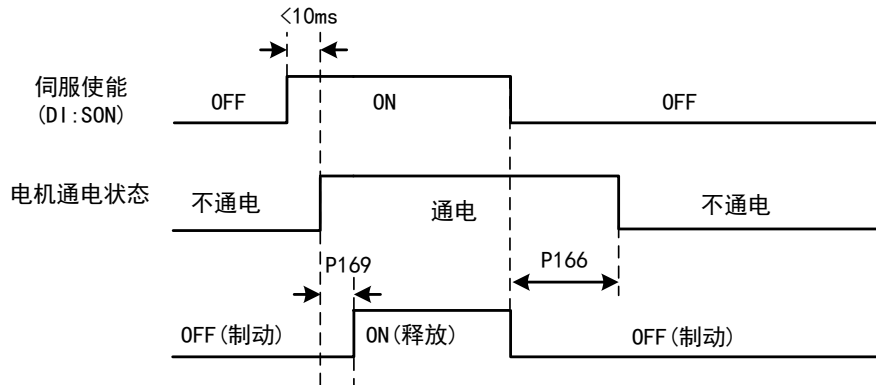 <10ms
伺服使能
(DI:SON)
OFF
ON
OFF
电机通电状态
不通电
通电
不通电
P169
P166
OFF(制动)
ON(释放)
OFF(制动)